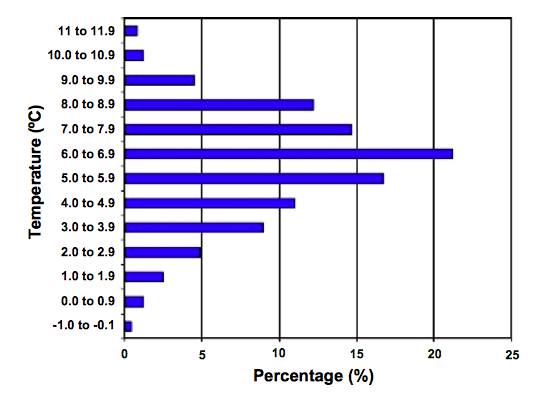 11 to 11.9
10.0 to 10.9
9.0 to 9.9
8.0 to 8.9
7.0 to 7.9
6.0 to 6.9
5.0 to 5.9
4.0 to 4.9
3.0 to 3.9
2.0 to 2.9
1.0 to 1.9
0.0 to 0.9
-1.0 to -0.1
Temperature (ºC)
0 5 10 15 20 25
Percentage (%)